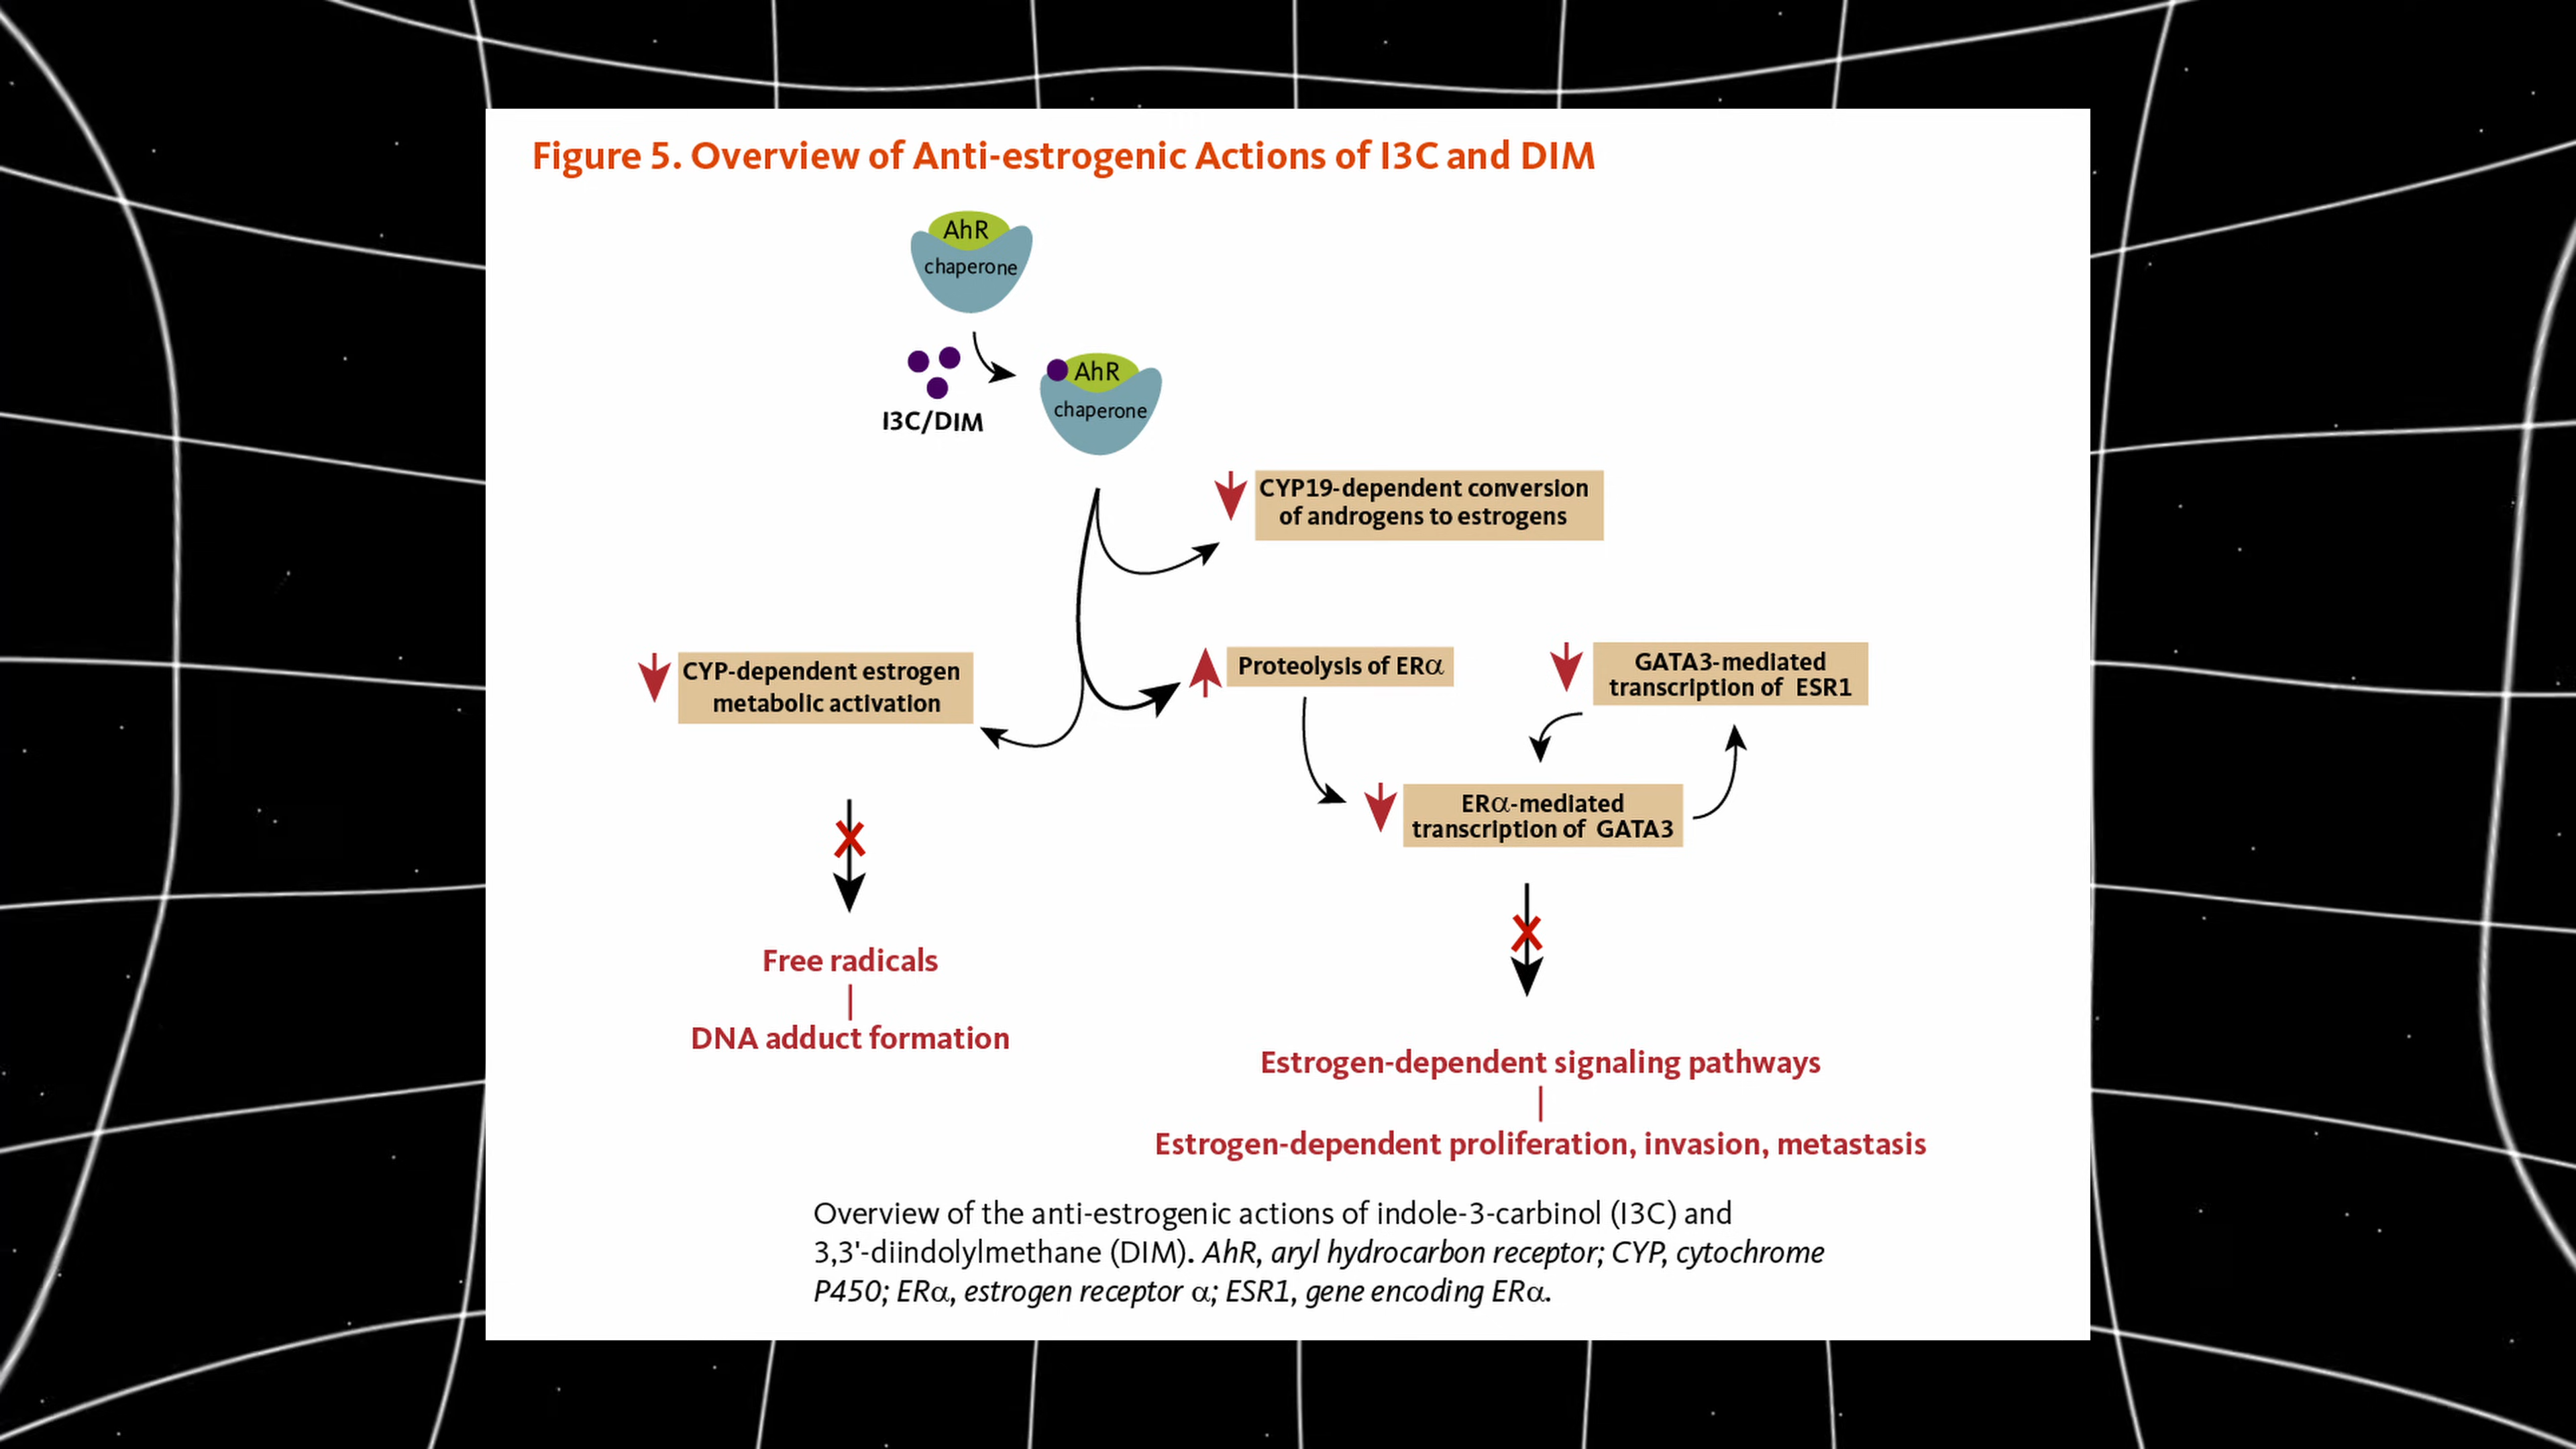 Figure 5. Overview of Anti-estrogenic Actions of I3C and DIM
AhR
chaperone
I3C/DIM
AhR
chaperone
CYP19-dependent conversion
of androgens to estrogens
CYP-dependent estrogen
metabolic activation
Proteolysis of ERα
GATA3-mediated
transcription of ESR1
ERα-mediated
transcription of GATA3
Free radicals
DNA adduct formation
Estrogen-dependent signaling pathways
Estrogen-dependent proliferation, invasion, metastasis
Overview of the anti-estrogenic actions of indole-3-carbinol (I3C) and
3,3'-diindolylmethane (DIM). AhR, aryl hydrocarbon receptor; CYP, cytochrome
P450; ERα, estrogen receptor α; ESR1, gene encoding ERα.